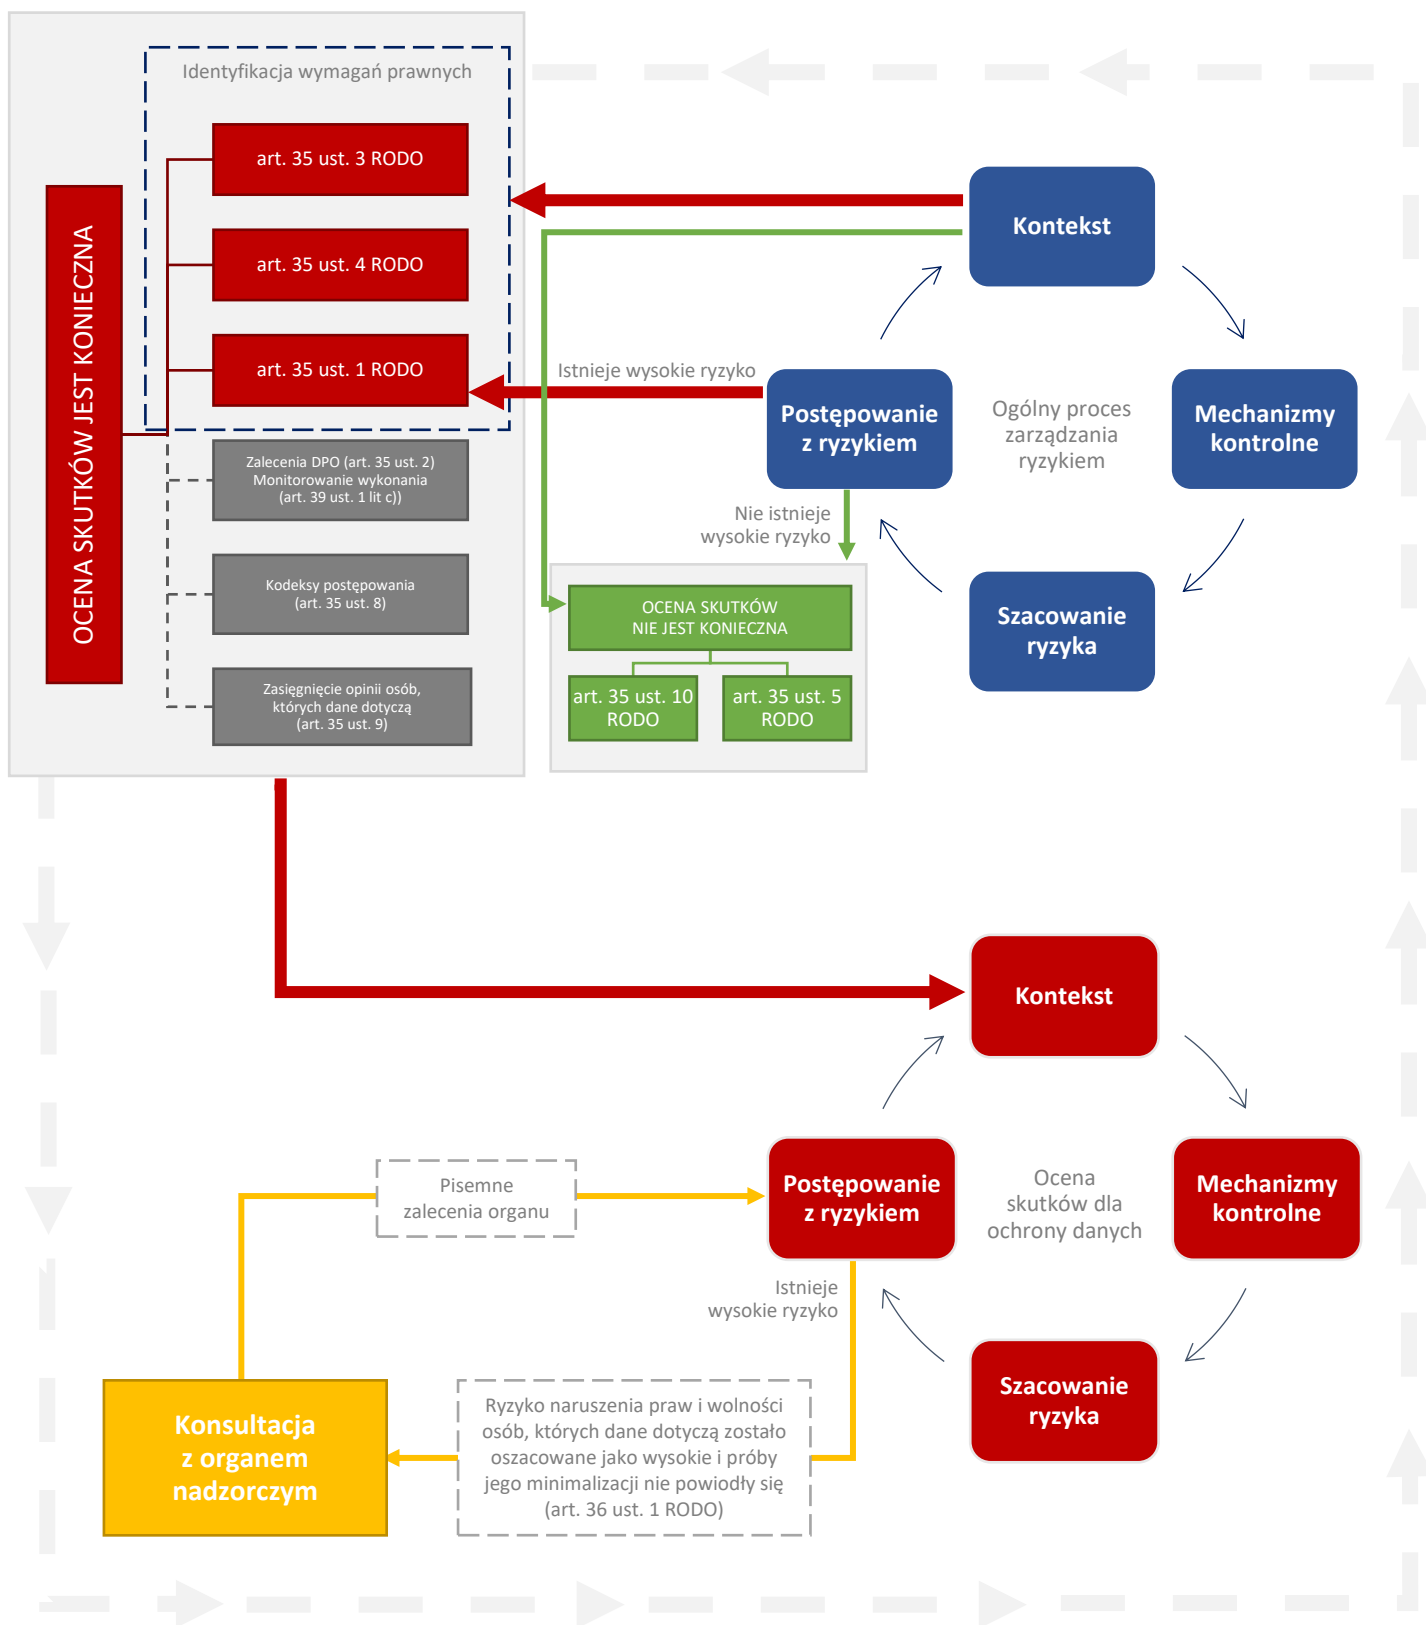 Identyfikacja wymagań prawnych
OCENA SKUTKÓW JEST KONIECZNA
art. 35 ust. 3 RODO
art. 35 ust. 4 RODO
art. 35 ust. 1 RODO
Zalecenia DPO (art. 35 ust. 2)
Monitorowanie wykonania
(art. 39 ust. 1 lit c))
Kodeksy postępowania
(art. 35 ust. 8)
Zasięgnięcie opinii osób,
których dane dotyczą
(art. 35 ust. 9)
Kontekst
Istnieje wysokie ryzyko
Postępowanie
z ryzykiem
Ogólny proces
zarządzania
ryzykiem
Mechanizmy
kontrolne
Nie istnieje
wysokie ryzyko
Szacowanie
ryzyka
OCENA SKUTKÓW
NIE JEST KONIECZNA
art. 35 ust. 10
RODO
art. 35 ust. 5
RODO
Kontekst
Pisemne
zalecenia organu
Postępowanie
z ryzykiem
Ocena
skutków dla
ochrony danych
Mechanizmy
kontrolne
Istnieje
wysokie ryzyko
Szacowanie
ryzyka
Konsultacja
z organem
nadzorczym
Ryzyko naruszenia praw i wolności
osób, których dane dotyczą zostało
oszacowane jako wysokie i próby
jego minimalizacji nie powiodły się
(art. 36 ust. 1 RODO)